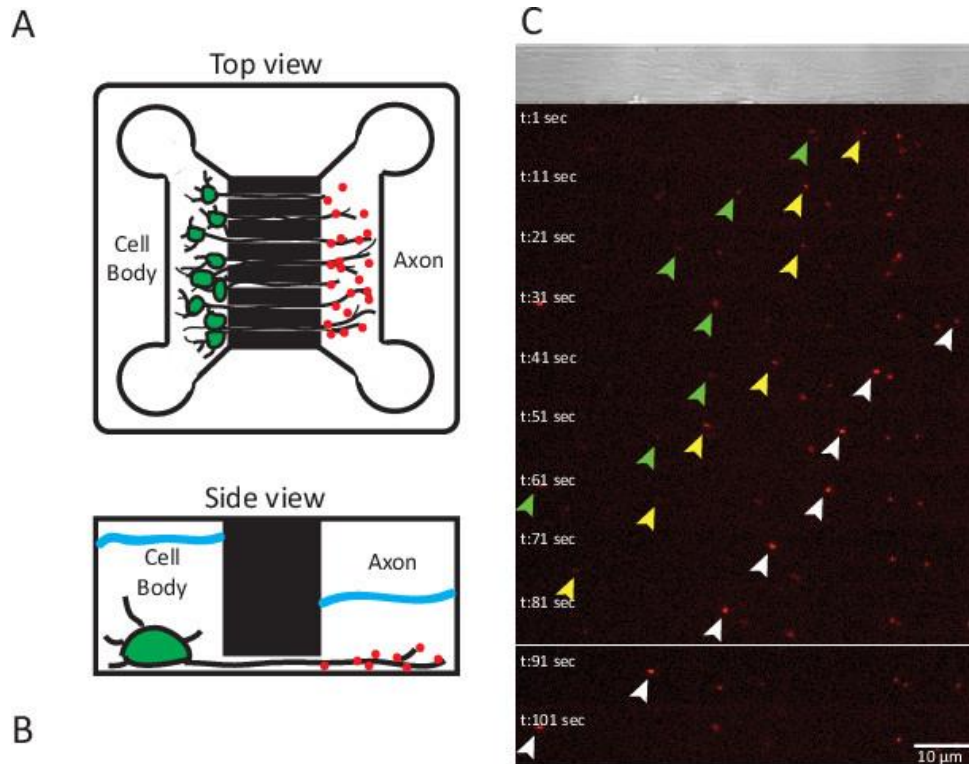 A
Top view
Cell
Body
Axon
Side view
Cell
Body
Axon
B
C
t:1 sec
t:11 sec
t:21 sec
t:31 sec
t:41 sec
t:51 sec
t:61 sec
t:71 sec
t:81 sec
t:91 sec
t:101 sec
10 µm